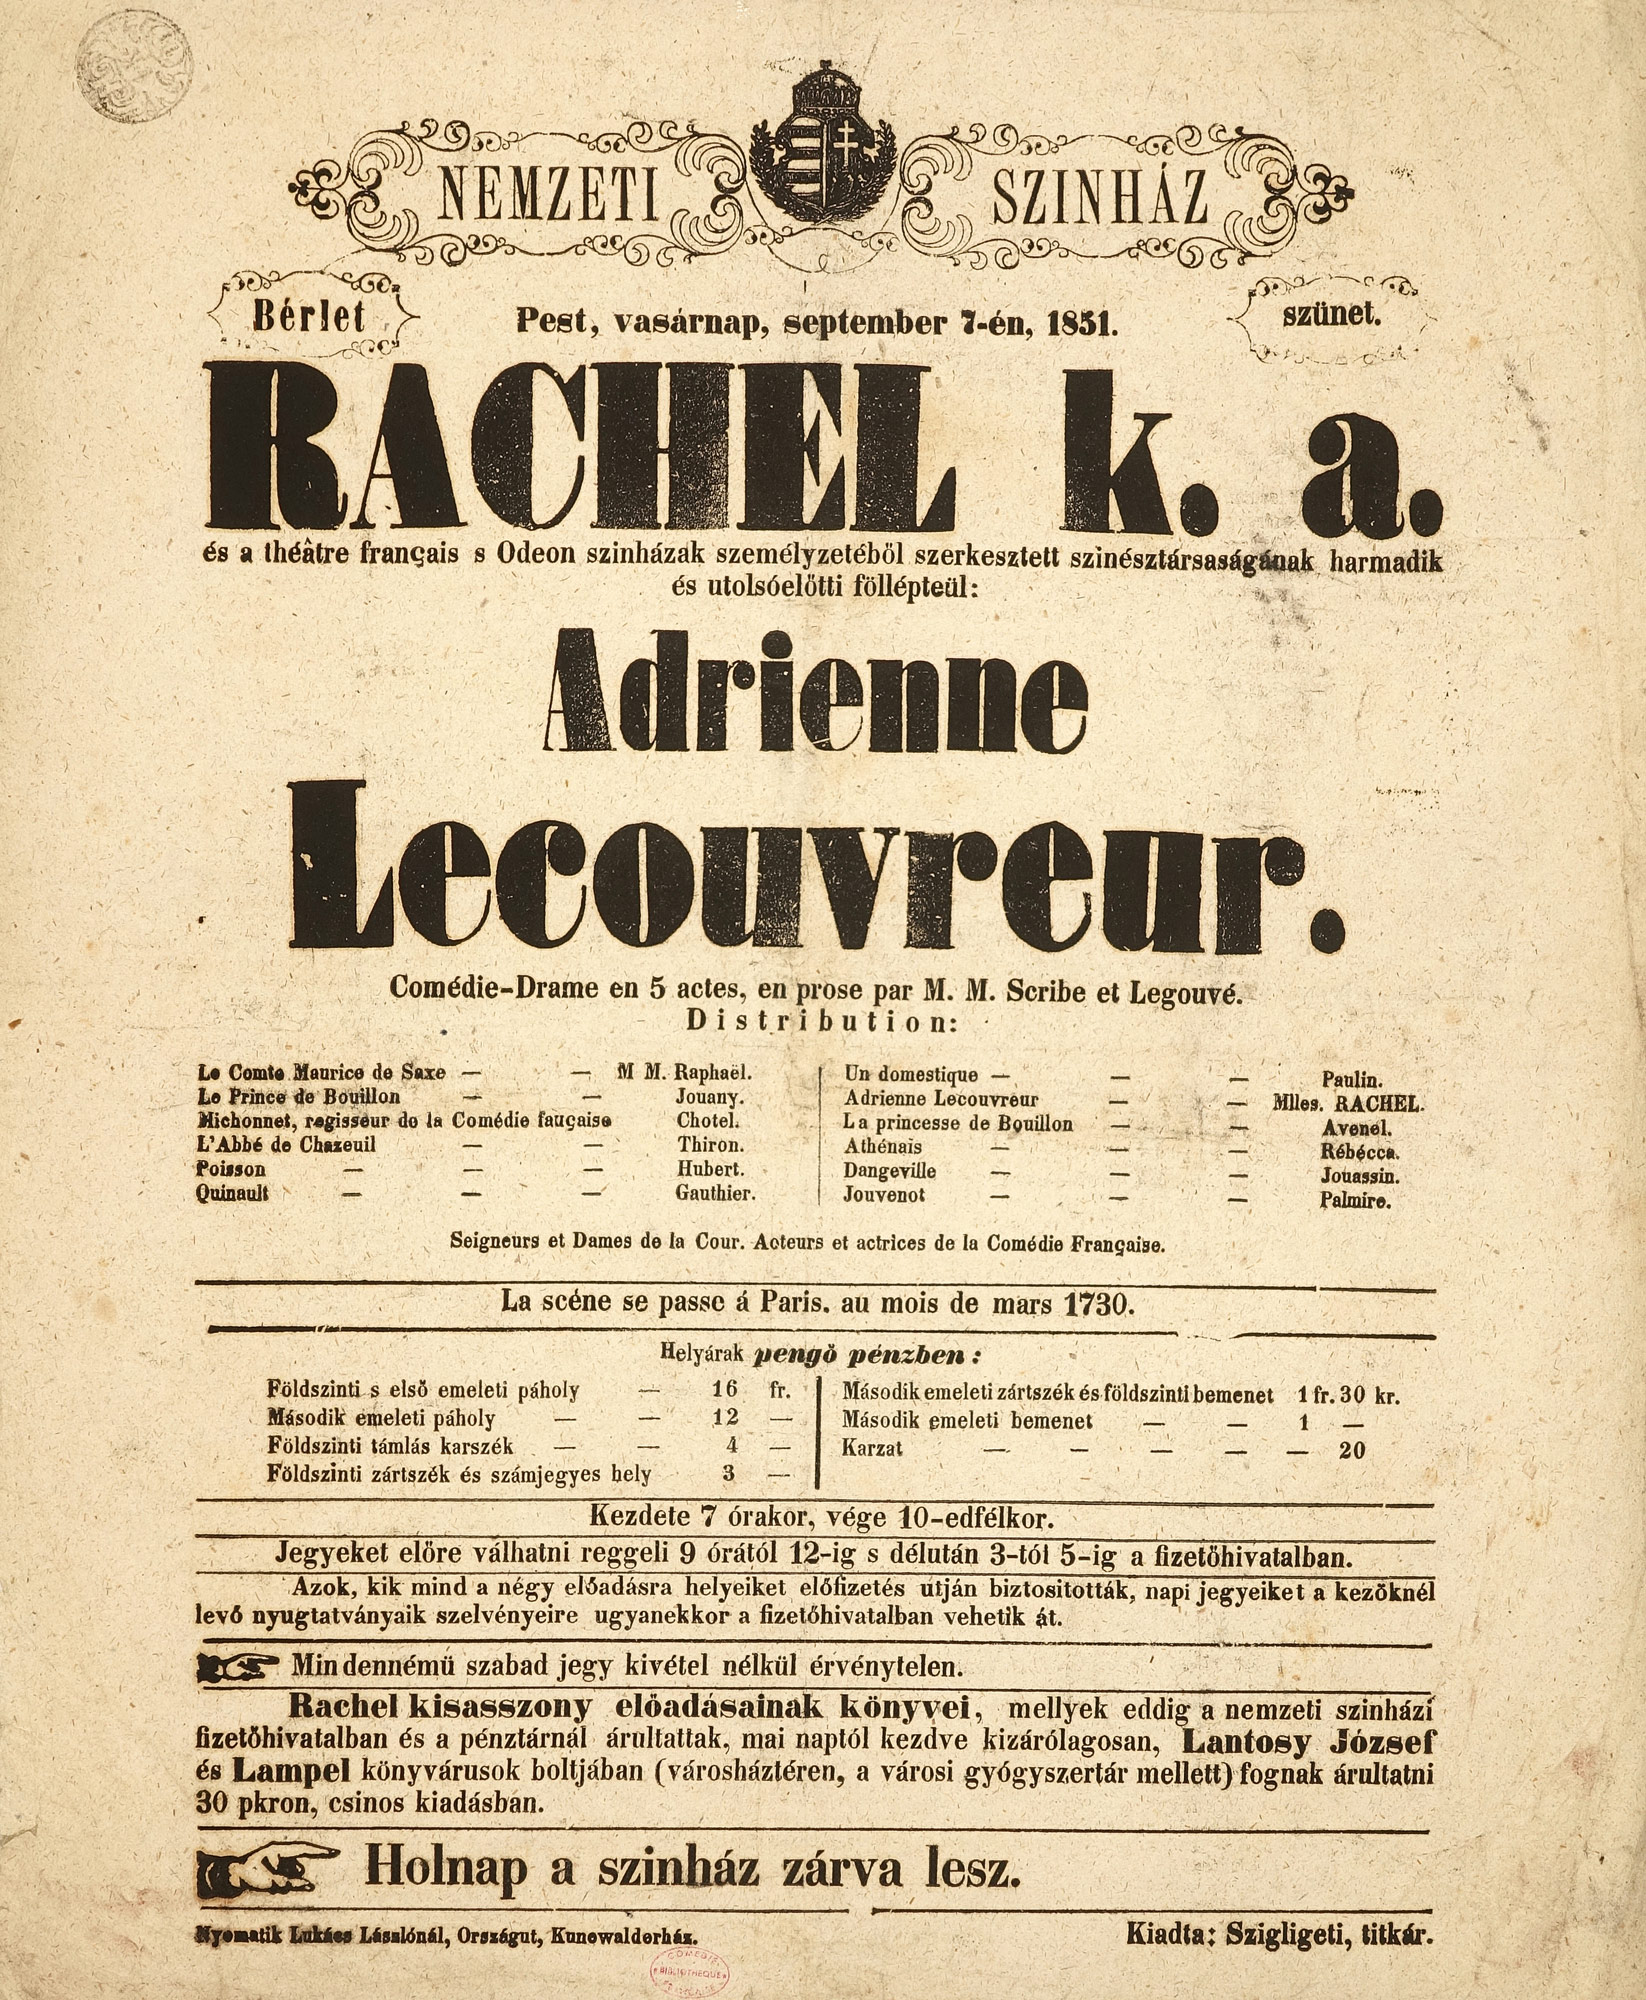 NEMZETI SZINHÁZ
Bérlet szünet.
Pest, vasárnap, september 7-én, 1851.
RACHEL k. a.
és a théâtre français s Odeon szinházak személyzetéböl szerkesztett szinésztársaságának harmadik
és utolsóelőtti föllépteül:
Adrienne
Lecouvreur.
Comédie-Drame en 5 actes, en prose par M. M. Scribe et Legouvé.
Distribution:
Le Comte Maurice de Saxe — — M M. Raphaël.
Le Prince de Bouillon — — Jouany.
Michonnet, regisseur de la Comédie fauçaise Chotel.
L'Abbé de Chazeuil — — Thiron.
Poisson — — — Hubert.
Quinault — — — Gauthier.
Un domestique — — — Paulin.
Adrienne Lecouvreur — — Mlles. RACHEL.
La princesse de Bouillon — — Avenel.
Athénaïs — — — Rébécca.
Dangeville — — — Jouassin.
Jouvenot — — — Palmire.
Seigneurs et Dames de la Cour. Acteurs et actrices de la Comédie Française.
La scéne se passe á Paris. au mois de mars 1730.
Helyárak pengö pénzben:
Földszinti s elsö emeleti páholy — 16 fr.
Második emeleti páholy — — 12 —
Földszinti támlás karszék — — 4 —
Földszinti zártszék és számjegyes hely 3 —
Második emeleti zártszék és földszinti bemenet 1 fr. 30 kr.
Második emeleti bemenet — — 1 —
Karzat — — — — — 20
Kezdete 7 órakor, vége 10-edfélkor.
Jegyeket előre válhatni reggeli 9 órától 12-ig s délután 3-tól 5-ig a fizetőhivatalban.
Azok, kik mind a négy előadásra helyeiket előfizetés útján biztositották, napi jegyeiket a kezöknél
levő nyugtatványaik szelvényeire ugyanekkor a fizetőhivatalban vehetik át.
Mindennémü szabad jegy kivétel nélkül érvénytelen.
Rachel kisasszony elöadásainak könyvei, mellyek eddig a nemzeti szinházi
fizetőhivatalban és a pénztárnál árultattak, mai naptól kezdve kizárólagosan, Lantosy József
és Lampel könyvárusok boltjában (városháztéren, a városi gyógyszertár mellett) fognak árultatni
30 pkron, csinos kiadásban.
Holnap a szinház zárva lesz.
Nyomatik Lukács Lászlónál, Országut, Kunewalderház.
Kiadta: Szigligeti, titkár.
COMÉDIE
BIBLIOTHEQUE
FRANÇAISE